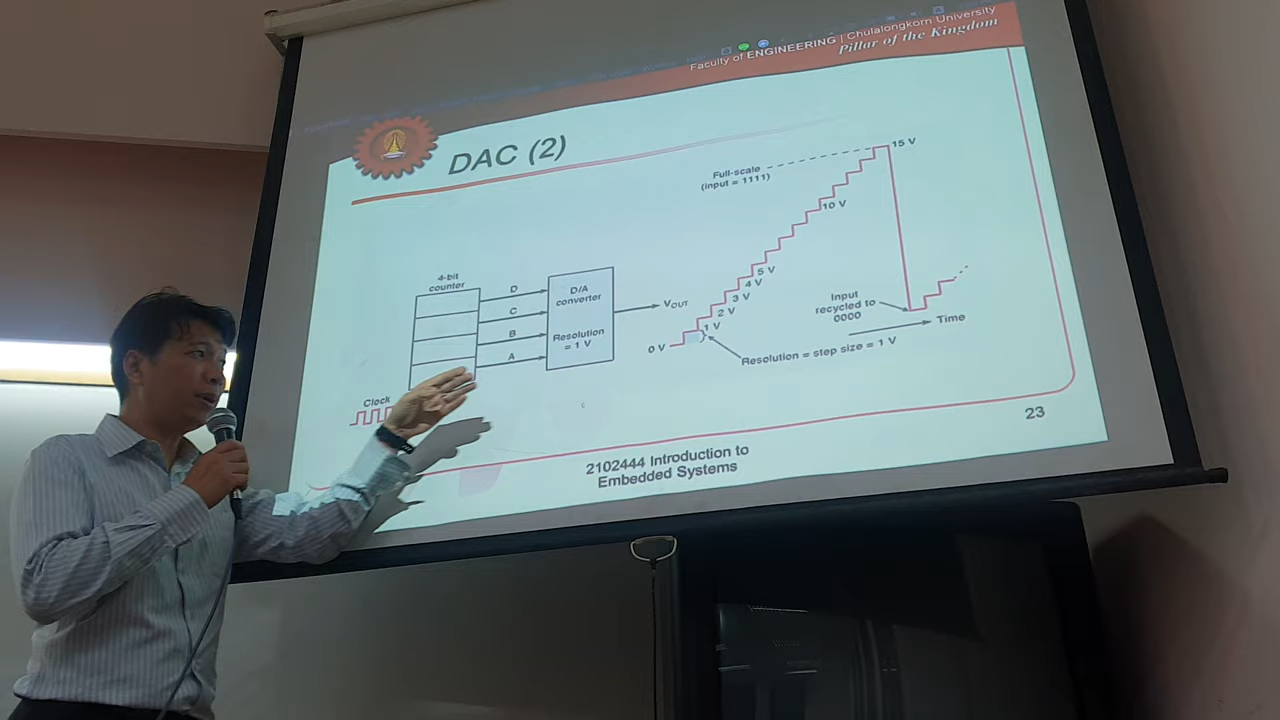 Faculty of ENGINEERING | Chulalongkorn University
Pillar of the Kingdom
DAC (2)
4-bit
counter
D
C
B
A
Clock
D/A
converter
Resolution
= 1 V
VOUT
Full-scale
(input = 1111)
15 V
10 V
5 V
4 V
3 V
2 V
1 V
0 V
Input
recycled to
0000
Time
Resolution = step size = 1 V
2102444 Introduction to
Embedded Systems
23